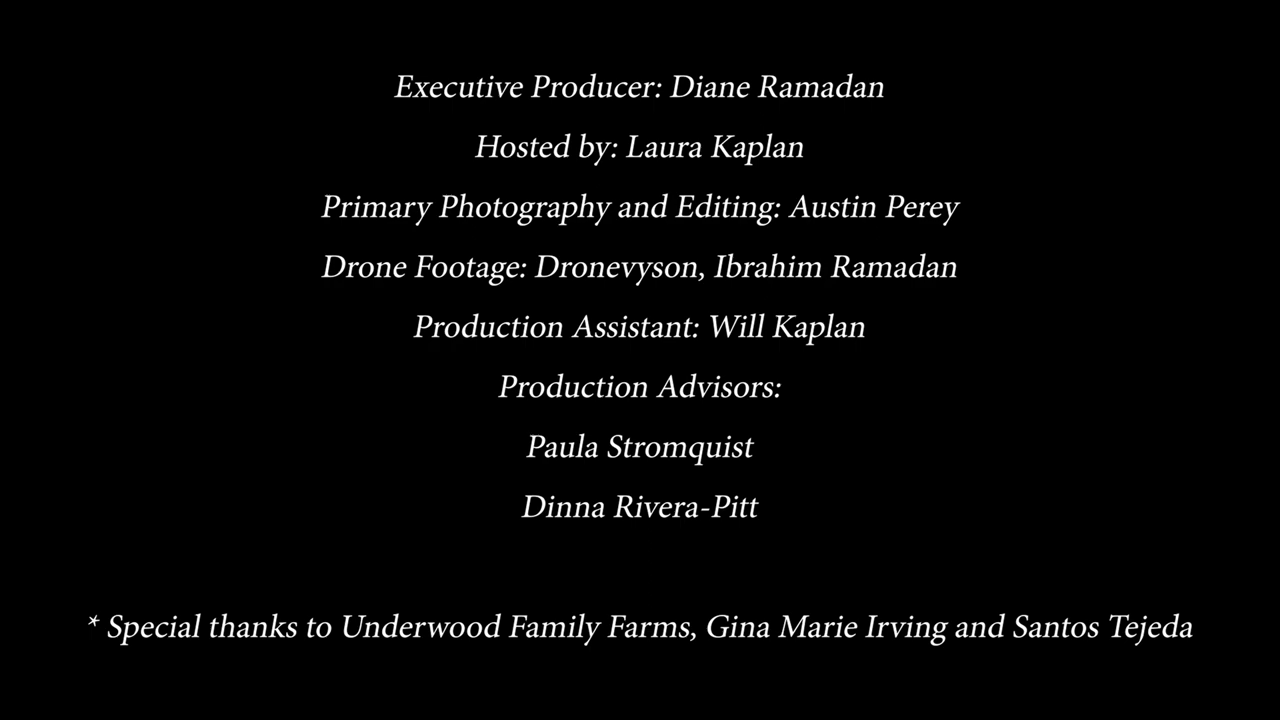 Executive Producer: Diane Ramadan
Hosted by: Laura Kaplan
Primary Photography and Editing: Austin Perey
Drone Footage: Dronevyson, Ibrahim Ramadan
Production Assistant: Will Kaplan
Production Advisors:
Paula Stromquist
Dinna Rivera-Pitt
* Special thanks to Underwood Family Farms, Gina Marie Irving and Santos Tejeda